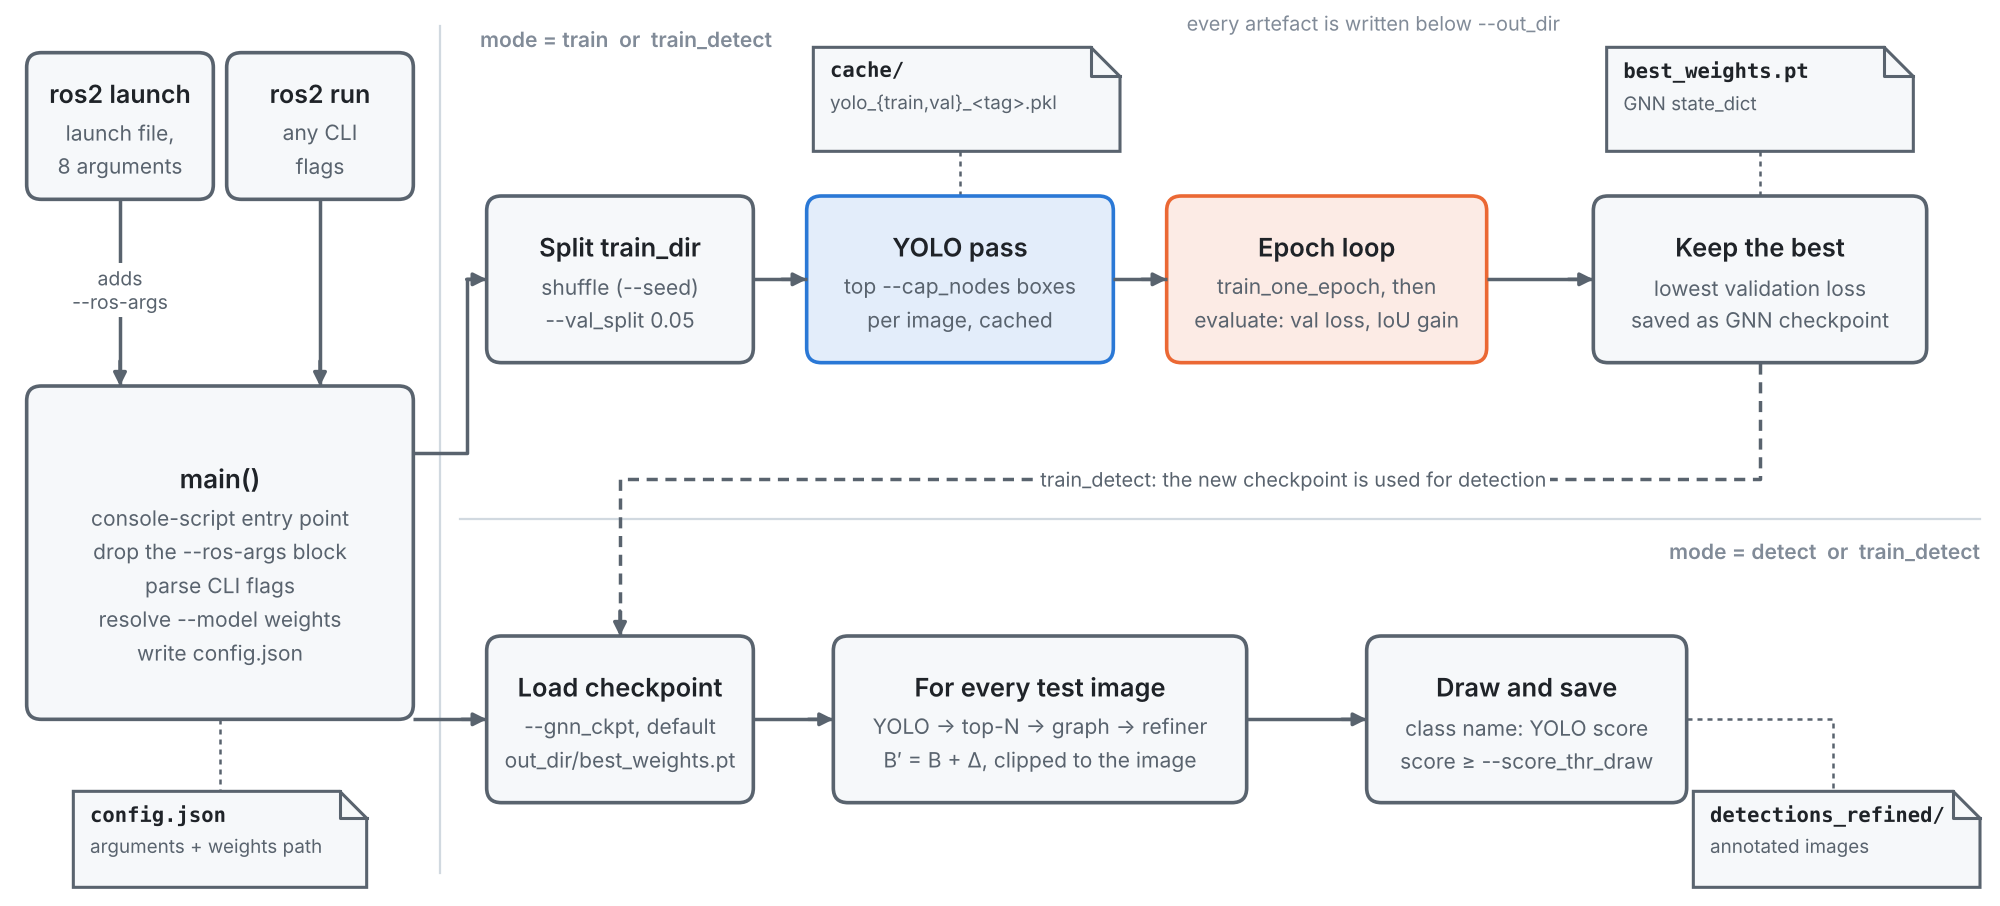 every artefact is written below --out_dir
mode = train or train_detect
cache/
yolo_{train,val}_<tag>.pkl
best_weights.pt
GNN state_dict
ros2 launch
launch file,
8 arguments
ros2 run
any CLI
flags
adds
--ros-args
Split train_dir
shuffle (--seed)
--val_split 0.05
YOLO pass
top --cap_nodes boxes
per image, cached
Epoch loop
train_one_epoch, then
evaluate: val loss, IoU gain
Keep the best
lowest validation loss
saved as GNN checkpoint
main()
console-script entry point
drop the --ros-args block
parse CLI flags
resolve --model weights
write config.json
train_detect: the new checkpoint is used for detection
mode = detect or train_detect
Load checkpoint
--gnn_ckpt, default
out_dir/best_weights.pt
For every test image
YOLO → top-N → graph → refiner
B′ = B + Δ, clipped to the image
Draw and save
class name: YOLO score
score ≥ --score_thr_draw
config.json
arguments + weights path
detections_refined/
annotated images